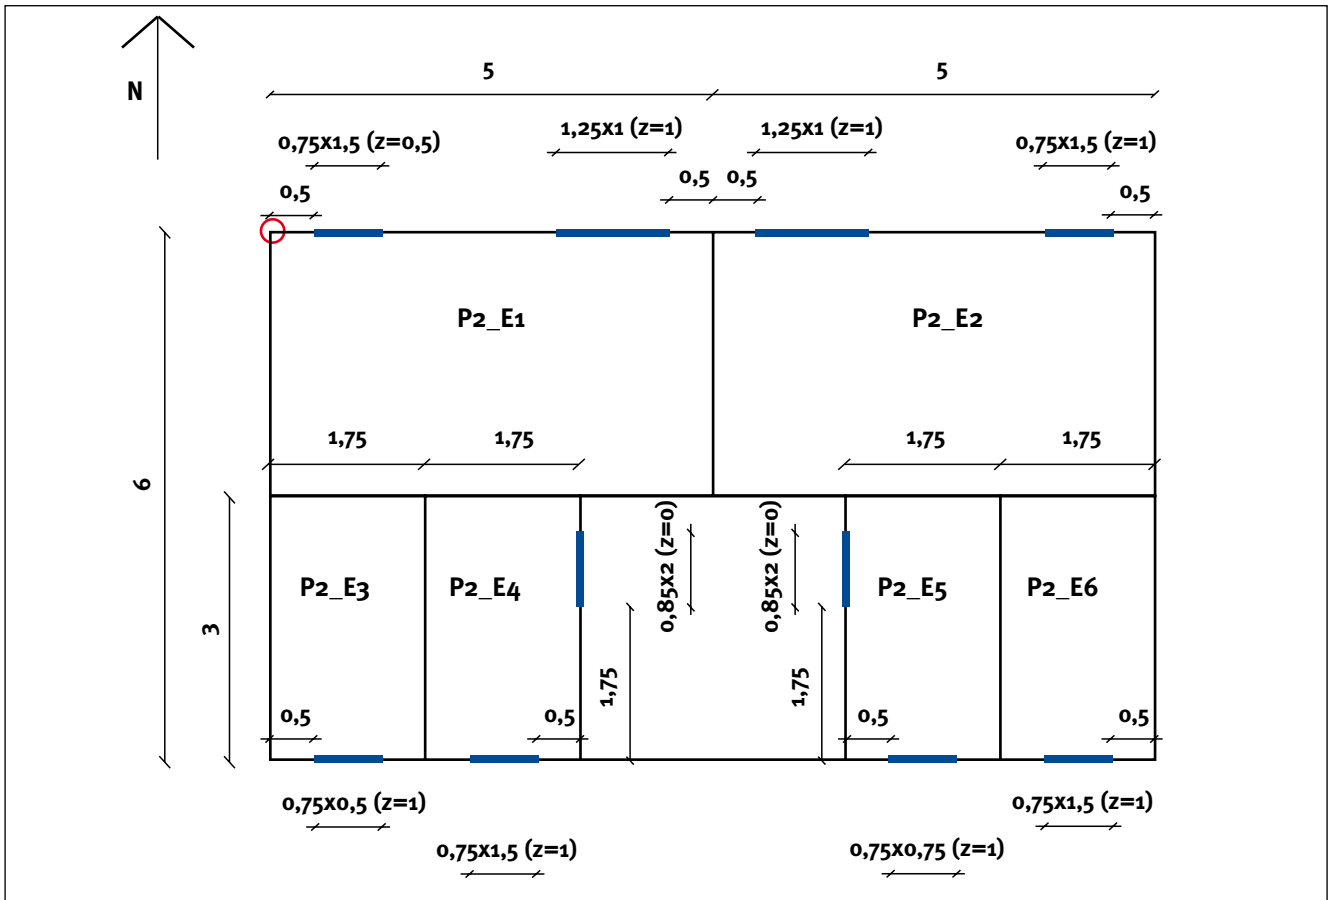 N
5
5
0,75x1,5 (z=0,5)
1,25x1 (z=1)
1,25x1 (z=1)
0,75x1,5 (z=1)
0,5
0,5
0,5
0,5
P2_E1
P2_E2
1,75
1,75
1,75
1,75
6
3
0,85x2 (z=0)
0,85x2 (z=0)
P2_E3
P2_E4
P2_E5
P2_E6
1,75
1,75
0,5
0,5
0,5
0,5
0,75x0,5 (z=1)
0,75x1,5 (z=1)
0,75x1,5 (z=1)
0,75x0,75 (z=1)